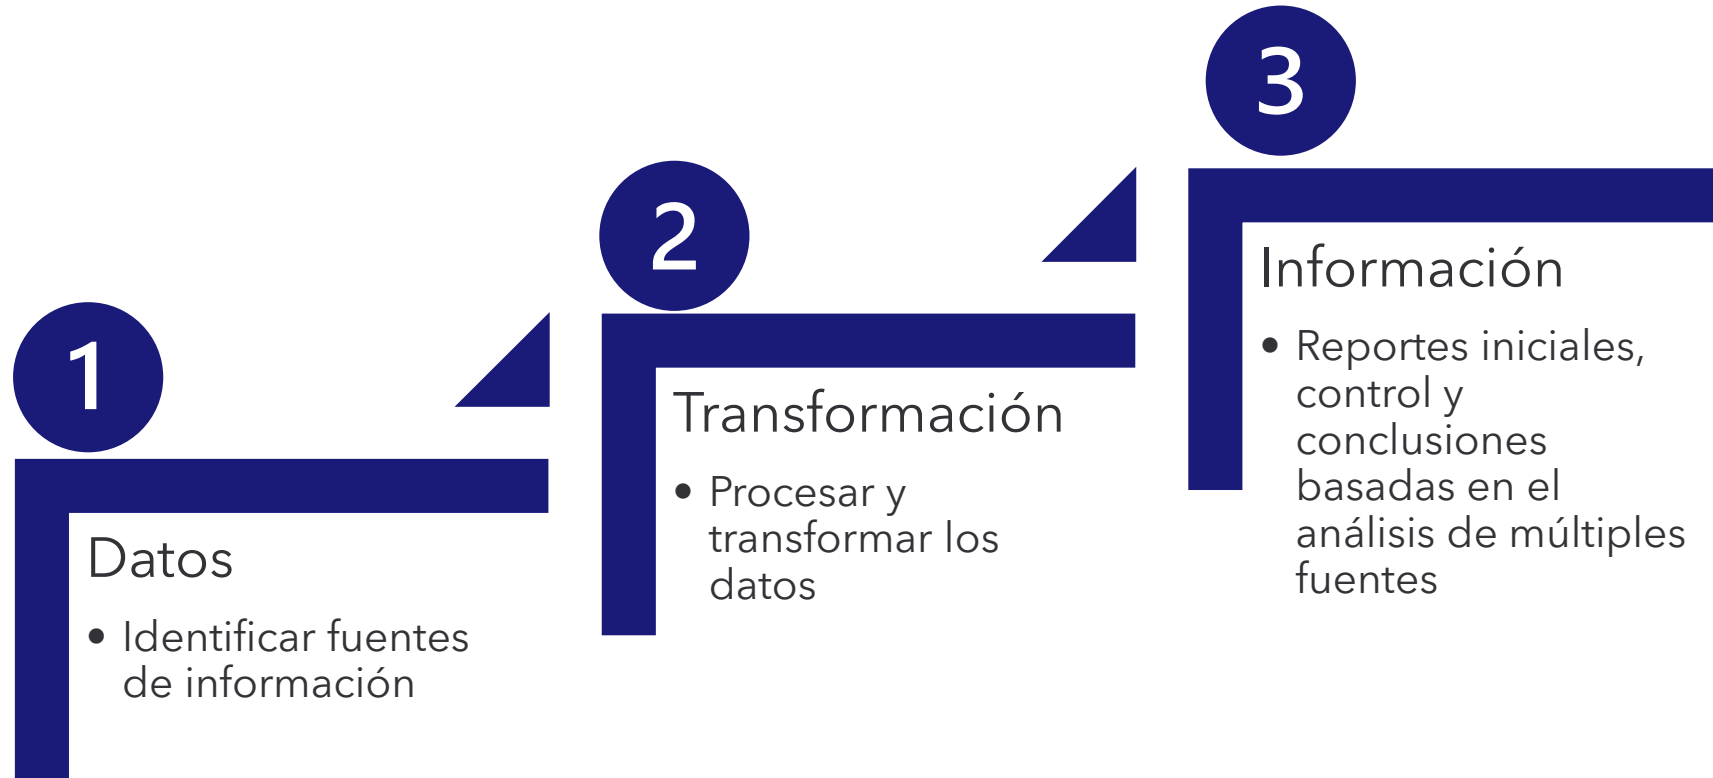 1
Datos
• Identificar fuentes
de información
2
Transformación
• Procesar y
transformar los
datos
3
Información
• Reportes iniciales,
control y
conclusiones
basadas en el
análisis de múltiples
fuentes